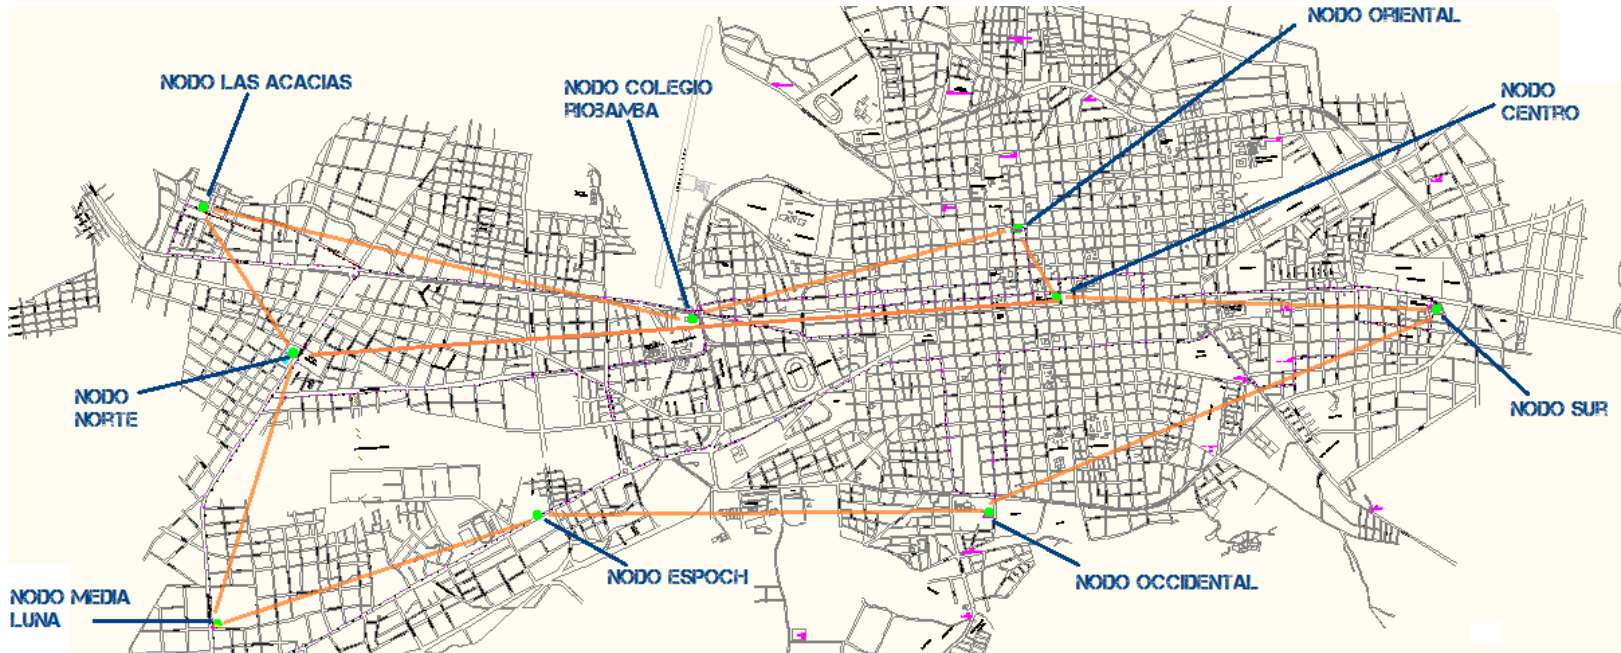 NODO ORIENTAL
NODO LAS ACACIAS
NODO COLEGIO
RIOBAMBA
NODO
CENTRO
NODO
NORTE
NODO SUR
NODO ESPOCH
NODO OCCIDENTAL
NODO MEDIA
LUNA